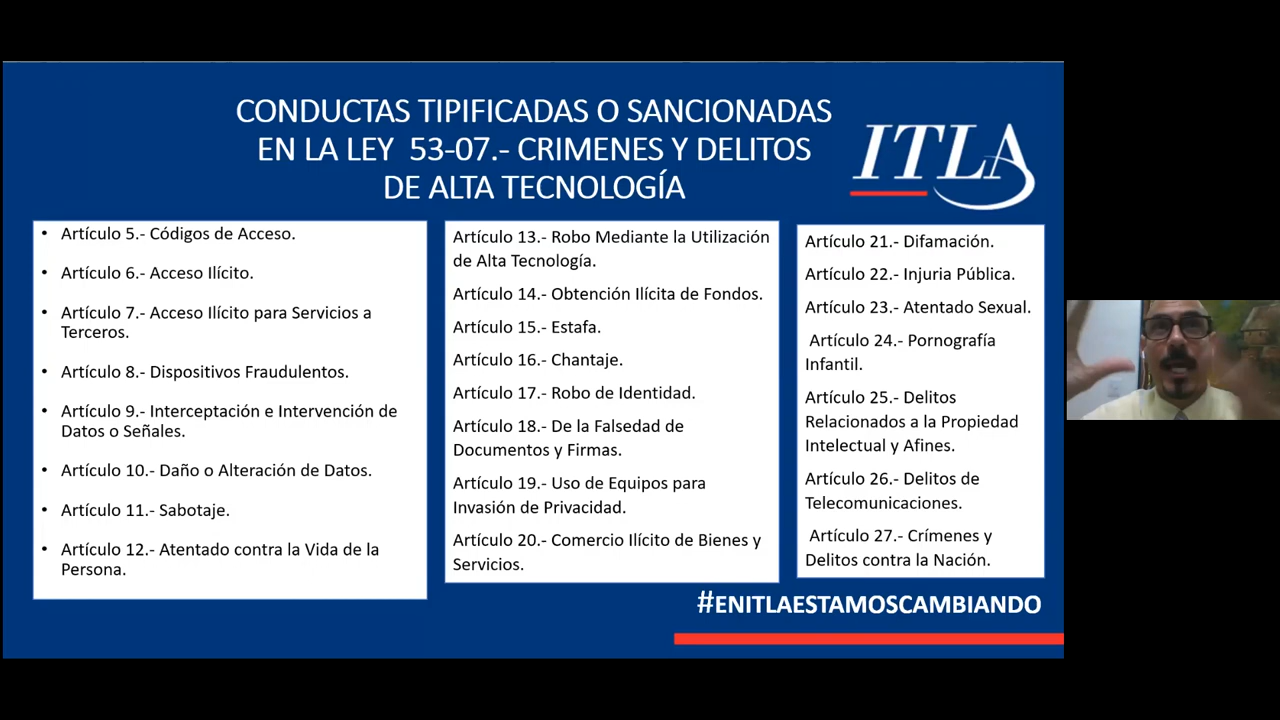 CONDUCTAS TIPIFICADAS O SANCIONADAS
EN LA LEY 53-07.- CRIMENES Y DELITOS
DE ALTA TECNOLOGÍA
ITLA
• Artículo 5.- Códigos de Acceso.
• Artículo 6.- Acceso Ilícito.
• Artículo 7.- Acceso Ilícito para Servicios a
Terceros.
• Artículo 8.- Dispositivos Fraudulentos.
• Artículo 9.- Interceptación e Intervención de
Datos o Señales.
• Artículo 10.- Daño o Alteración de Datos.
• Artículo 11.- Sabotaje.
• Artículo 12.- Atentado contra la Vida de la
Persona.
Artículo 13.- Robo Mediante la Utilización
de Alta Tecnología.
Artículo 14.- Obtención Ilícita de Fondos.
Artículo 15.- Estafa.
Artículo 16.- Chantaje.
Artículo 17.- Robo de Identidad.
Artículo 18.- De la Falsedad de
Documentos y Firmas.
Artículo 19.- Uso de Equipos para
Invasión de Privacidad.
Artículo 20.- Comercio Ilícito de Bienes y
Servicios.
Artículo 21.- Difamación.
Artículo 22.- Injuria Pública.
Artículo 23.- Atentado Sexual.
Artículo 24.- Pornografía
Infantil.
Artículo 25.- Delitos
Relacionados a la Propiedad
Intelectual y Afines.
Artículo 26.- Delitos de
Telecomunicaciones.
Artículo 27.- Crímenes y
Delitos contra la Nación.
#ENITLAESTAMOSCAMBIANDO